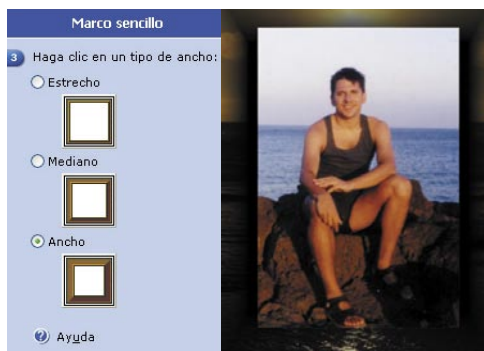 Marco sencillo
3 Haga clic en un tipo de ancho:
Estrecho
Mediano
Ancho
Ayuda